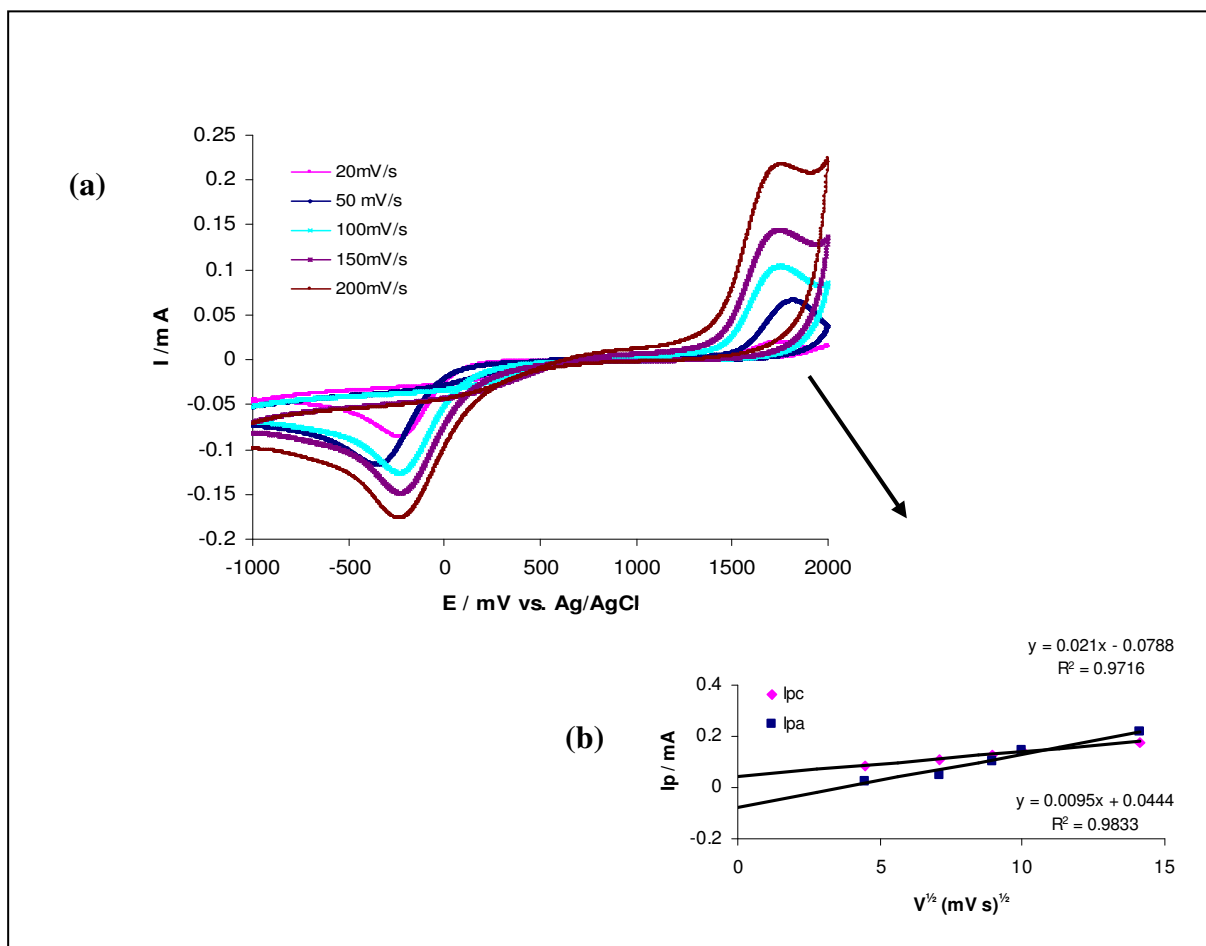 (a)
I /mA
0.25
0.2
0.15
0.1
0.05
0
-0.05
-0.1
-0.15
-0.2
20mV/s
50 mV/s
100mV/s
150mV/s
200mV/s
-1000 -500 0 500 1000 1500 2000
E / mV vs. Ag/AgCl
(b)
y = 0.021x - 0.0788
R² = 0.9716
Ip / mA
0.4
0.2
0
-0.2
Ipc
Ipa
y = 0.0095x + 0.0444
R² = 0.9833
0 5 10 15
V½ (mV s)½